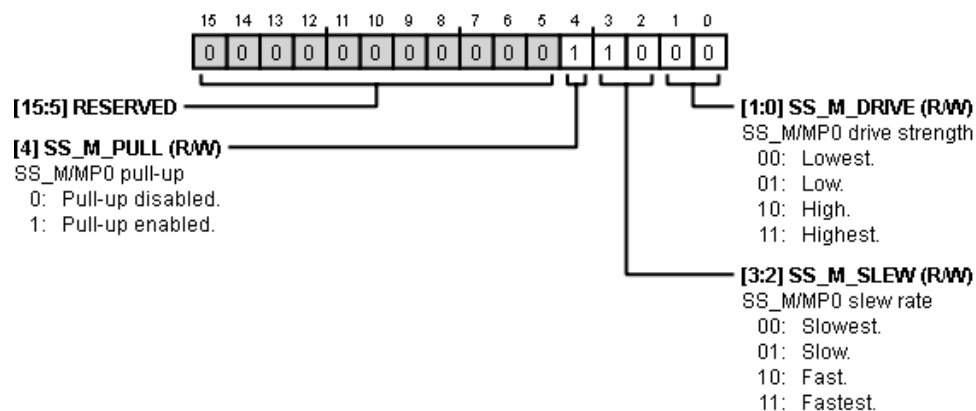 15 14 13 12 11 10 9 8 7 6 5 4 3 2 1 0
0 0 0 0 0 0 0 0 0 0 0 1 1 0 0 0
[15:5] RESERVED
[4] SS_M_PULL (R/W)
SS_M/MP0 pull-up
0: Pull-up disabled.
1: Pull-up enabled.
[1:0] SS_M_DRIVE (R/W)
SS_M/MP0 drive strength
00: Lowest.
01: Low.
10: High.
11: Highest.
[3:2] SS_M_SLEW (R/W)
SS_M/MP0 slew rate
00: Slowest.
01: Slow.
10: Fast.
11: Fastest.